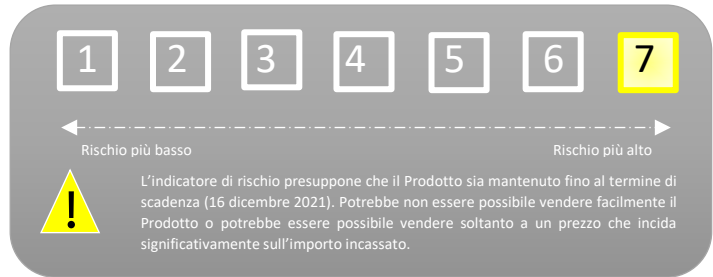 1 2 3 4 5 6 7
Rischio più basso Rischio più alto
L'indicatore di rischio presuppone che il Prodotto sia mantenuto fino al termine di
scadenza (16 dicembre 2021). Potrebbe non essere possibile vendere facilmente il
Prodotto o potrebbe essere possibile vendere soltanto a un prezzo che incida
significativamente sull'importo incassato.
!